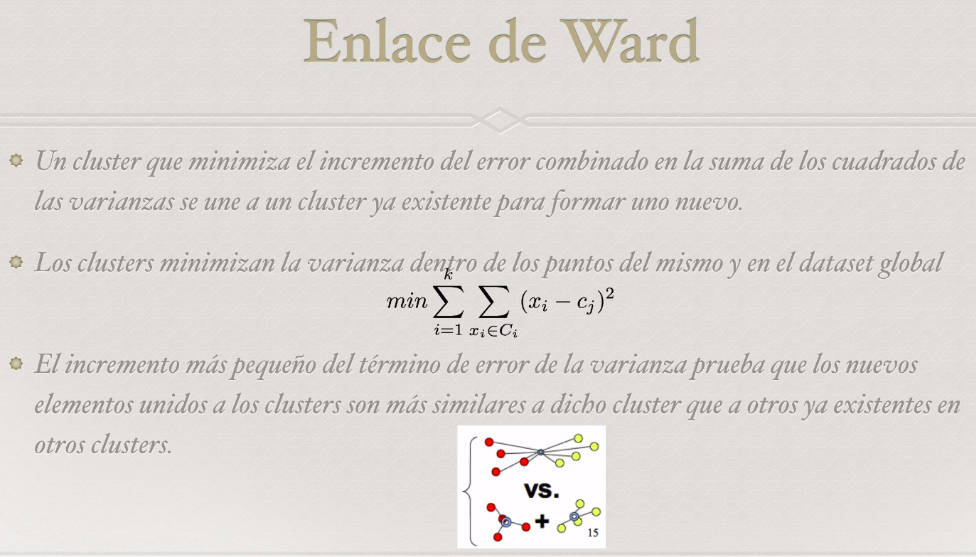 Enlace de Ward
Un cluster que minimiza el incremento del error combinado en la suma de los cuadrados de
las varianzas se une a un cluster ya existente para formar uno nuevo.
Los clusters minimizan la varianza dentro de los puntos del mismo y en el dataset global
min ∑_{i=1}^{k} ∑_{x_i∈C_i} (x_i − c_j)^2
El incremento más pequeño del término de error de la varianza prueba que los nuevos
elementos unidos a los clusters son más similares a dicho cluster que a otros ya existentes en
otros clusters.
vs.
+
15